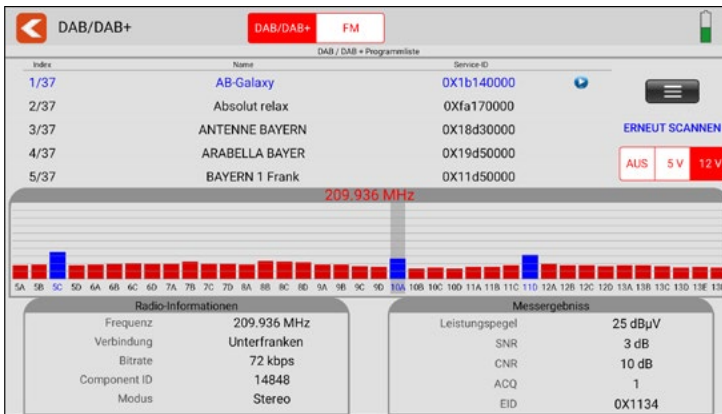 DAB/DAB+ DAB/DAB+ FM
DAB / DAB + Programmliste
Index Name Service-ID
1/37 AB-Galaxy 0X1b140000
2/37 Absolut relax 0Xfa170000
3/37 ANTENNE BAYERN 0X18d30000
4/37 ARABELLA BAYER 0X19d50000
5/37 BAYERN 1 Frank 0X11d50000
ERNEUT SCANNEN
AUS 5 V 12 V
209.936 MHz
5A 5B 5C 5D 6A 6B 6C 6D 7A 7B 7C 7D 8A 8B 8C 8D 9A 9B 9C 9D 10A 10B 10C 10D 11A 11B 11C 11D 12A 12B 12C 12D 13A 13B 13C 13D 13E 13
Radio-Informationen
Frequenz 209.936 MHz
Verbindung Unterfranken
Bitrate 72 kbps
Component ID 14848
Modus Stereo
Messergebniss
Leistungspegel 25 dBµV
SNR 3 dB
CNR 10 dB
ACQ 1
EID 0X1134